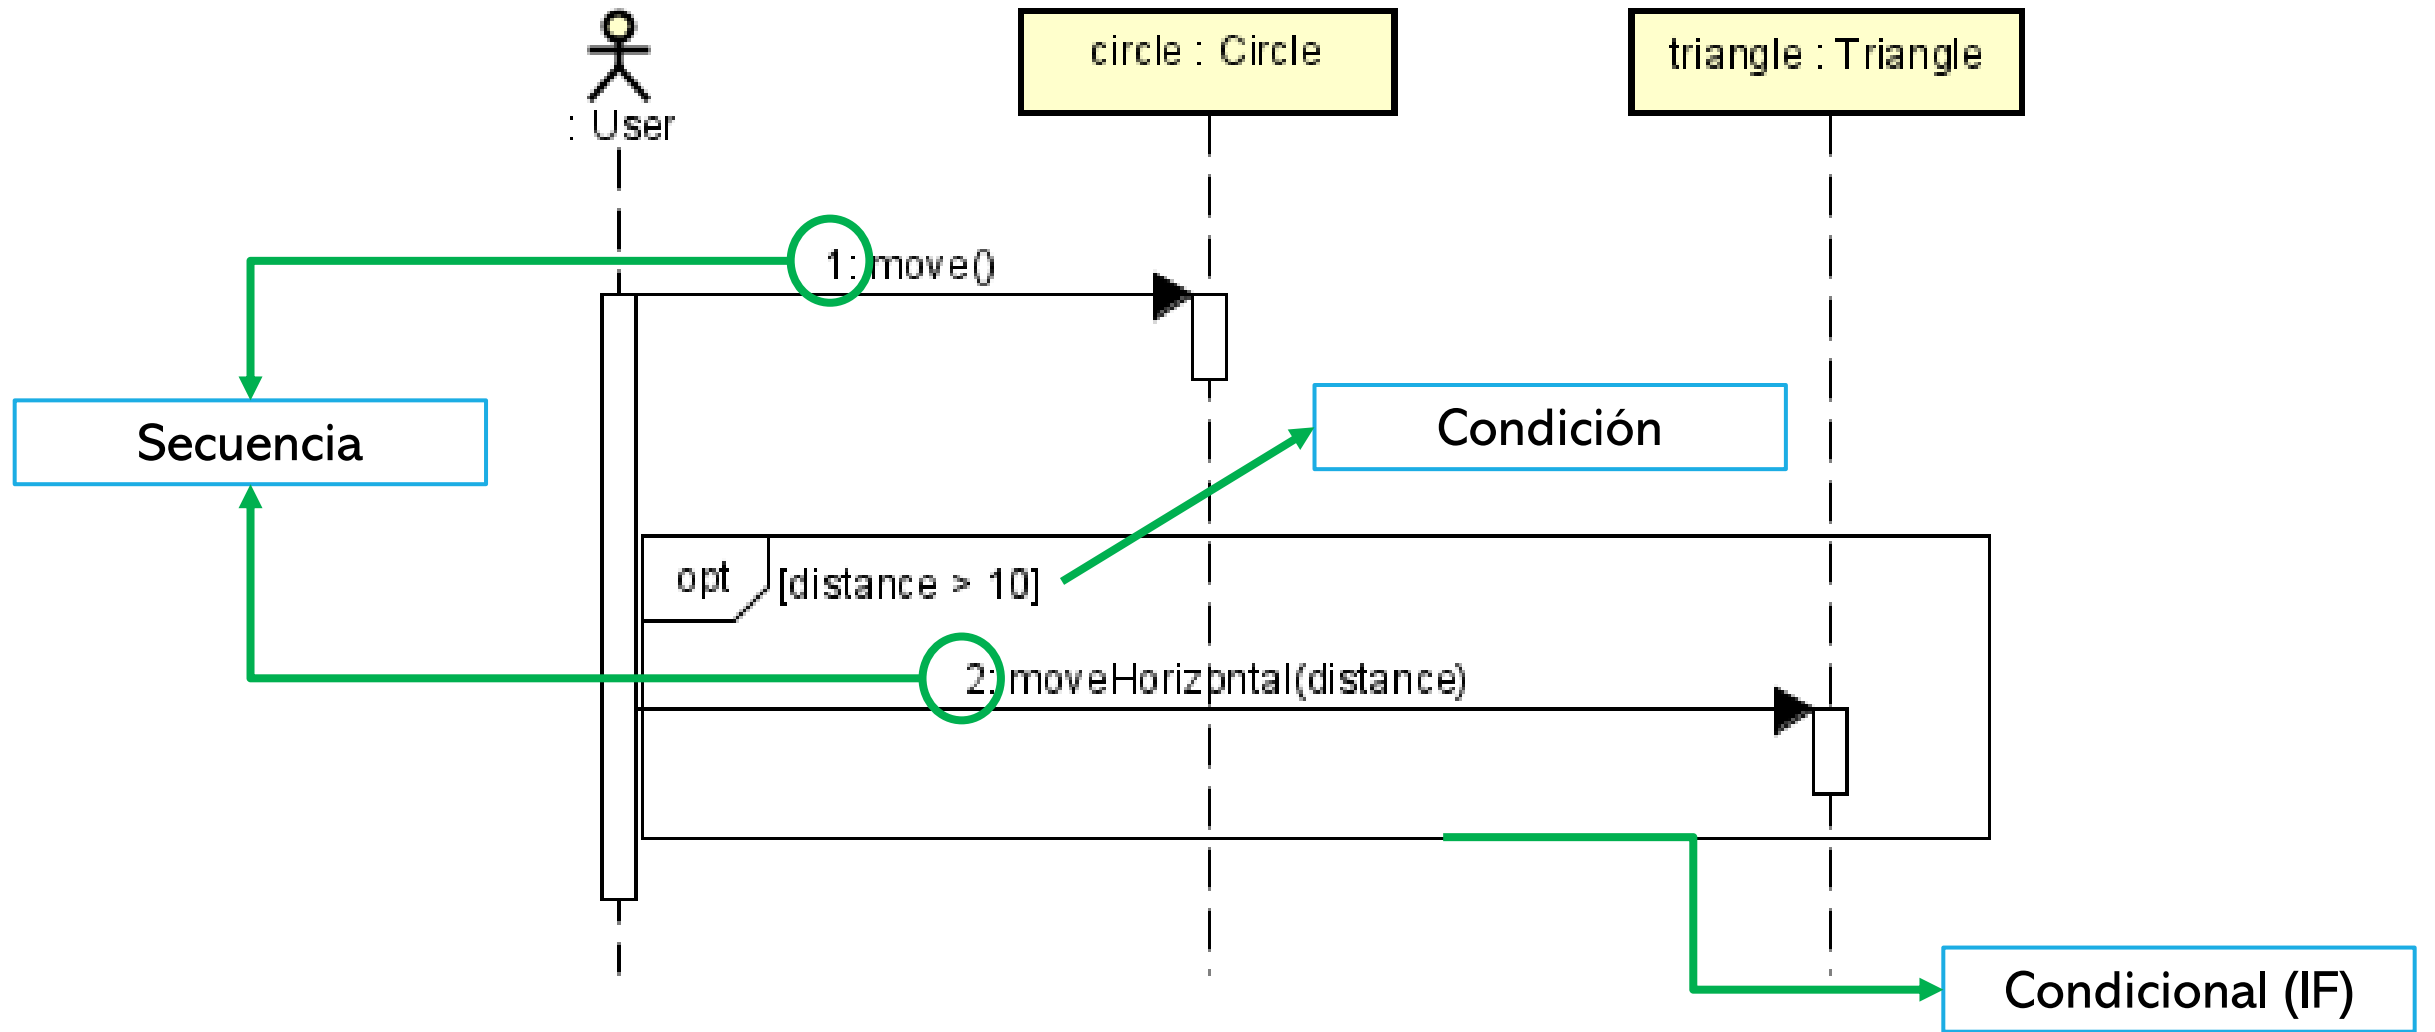 circle : Circle
triangle : Triangle
: User
1: move()
Condición
Secuencia
opt
[distance > 10]
2: moveHorizontal(distance)
Condicional (IF)